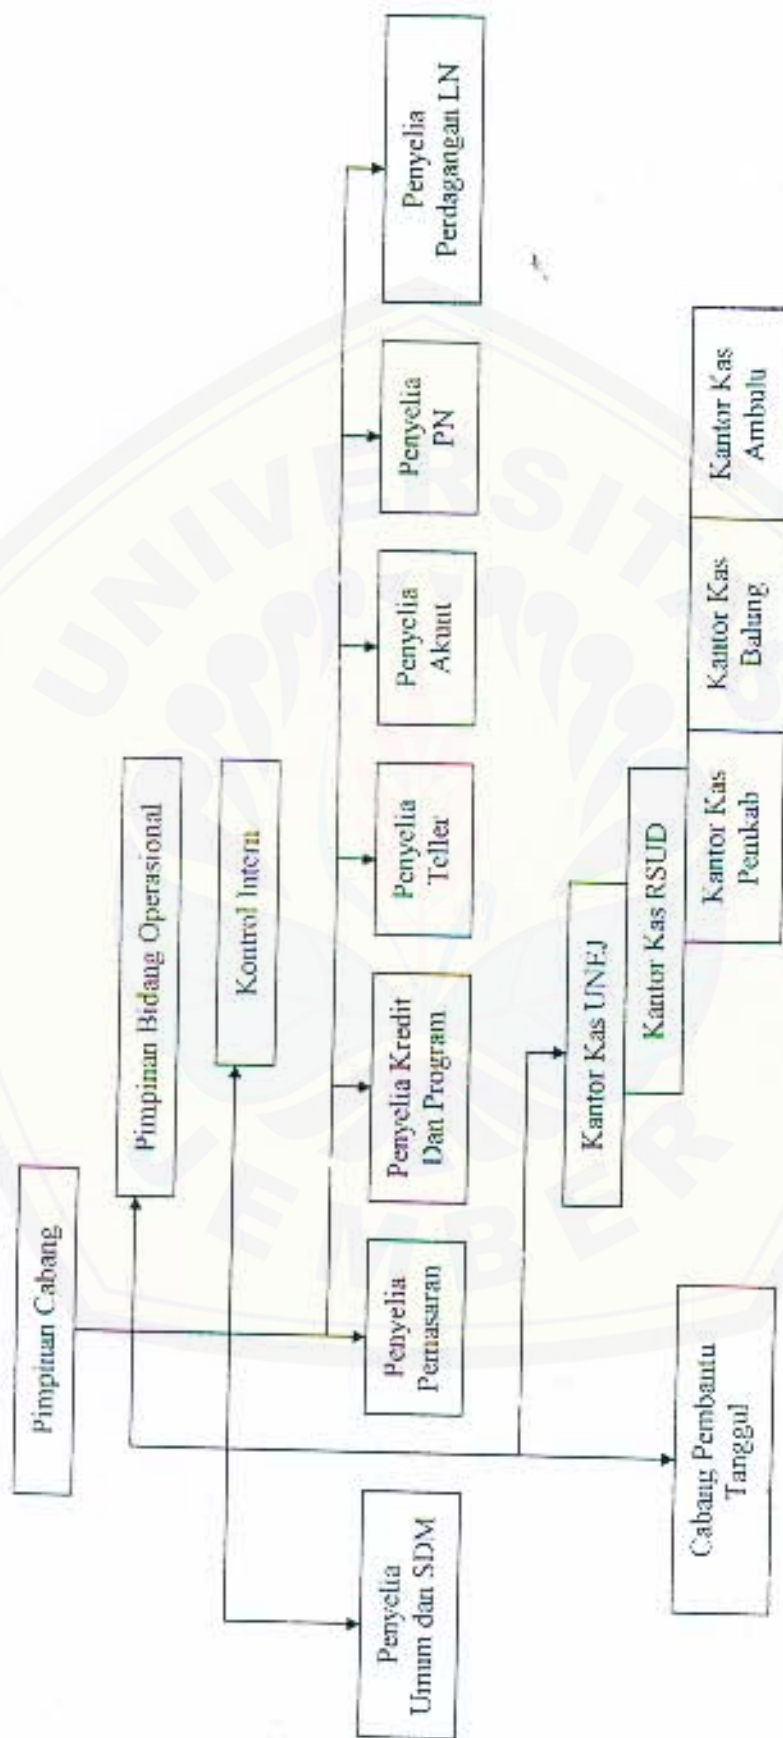 Pimpinan Cabang
Pimpinan Bidang Operasional
Kontrol Intern
Penyelia
Umum dan SDM
Penyelia
Pemasaran
Penyelia Kredit
Dan Program
Penyelia
Teller
Penyelia
Akunt
Penyelia
PN
Penyelia
Perdagangan LN
Cabang Pembantu
Tanggul
Kantor Kas UNEJ
Kantor Kas RSUD
Kantor Kas
Pemkab
Kantor Kas
Balung
Kantor Kas
Ambulu
UNIVERSITAS
JEMBER